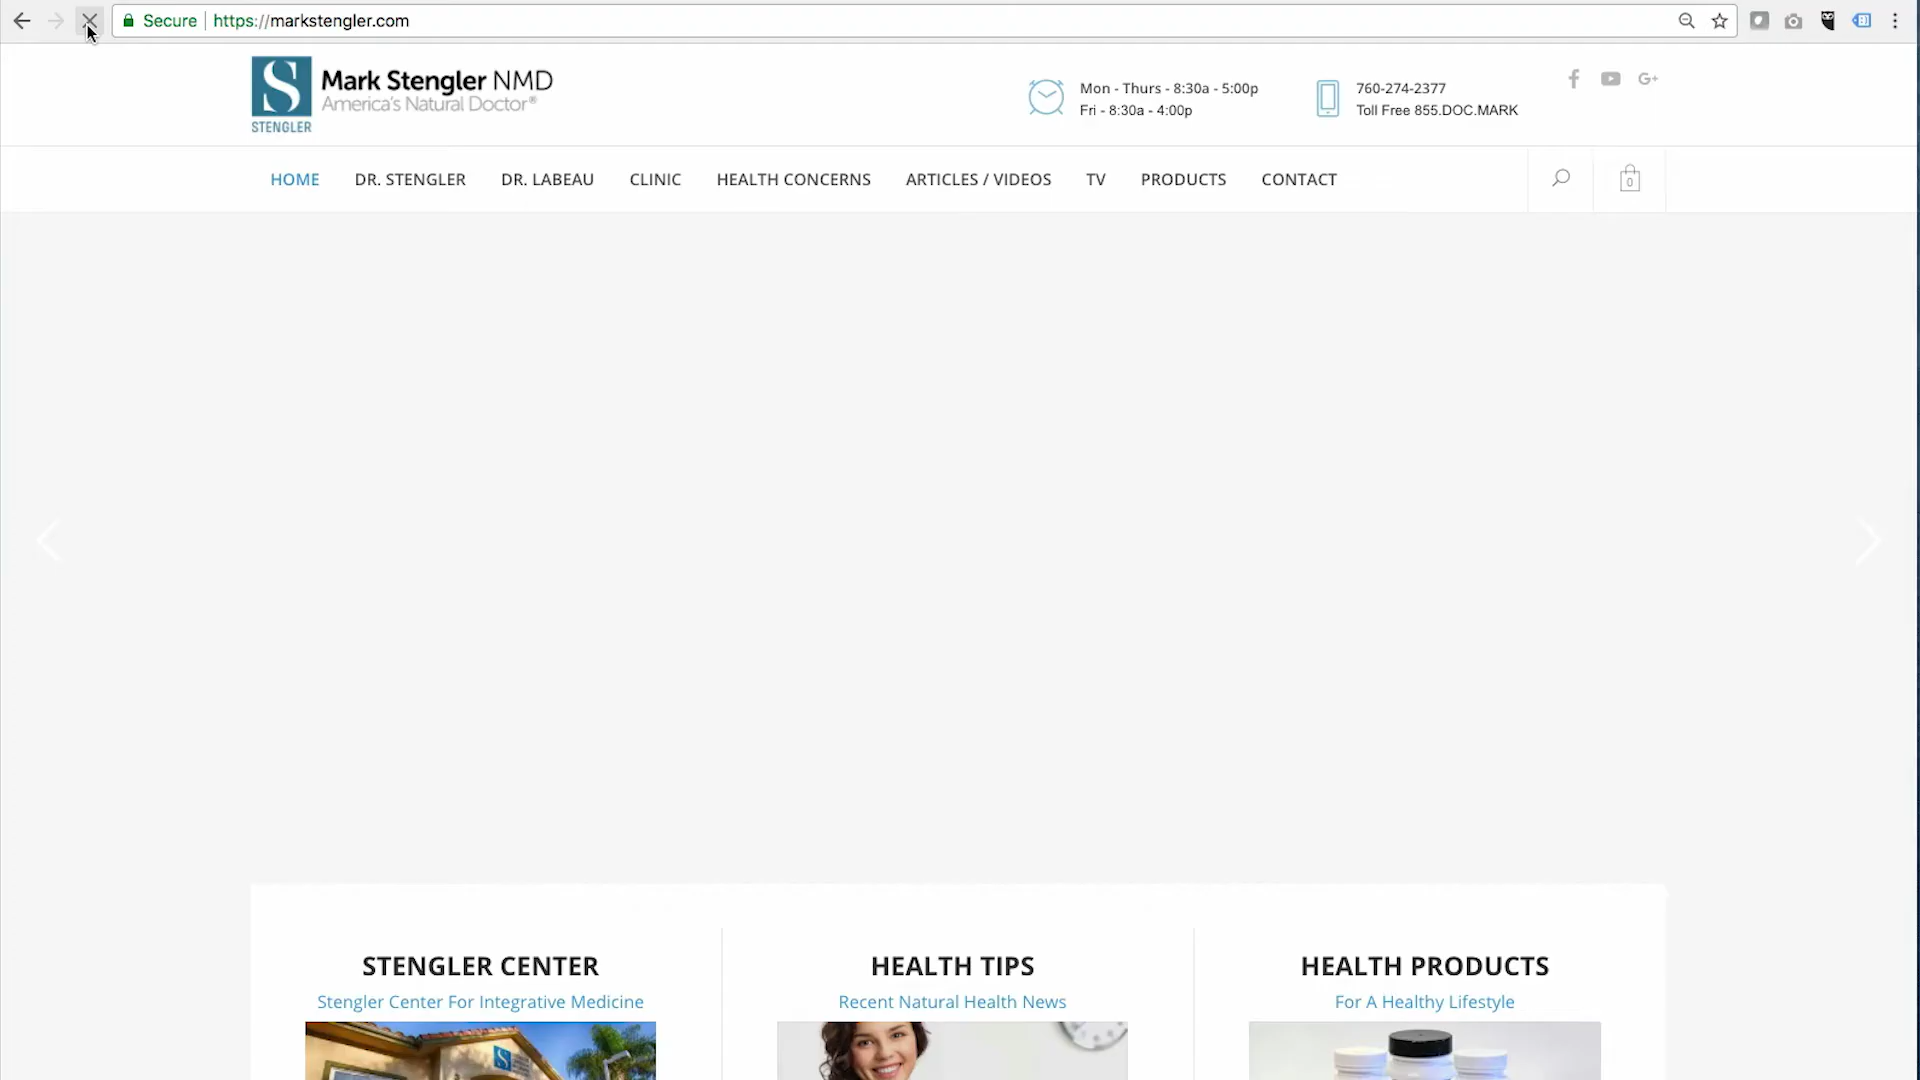 Secure https://markstengler.com
S
STENGLER
Mark Stengler NMD
America's Natural Doctor®
Mon - Thurs - 8:30a - 5:00p
Fri - 8:30a - 4:00p
760-274-2377
Toll Free 855.DOC.MARK
G+
HOME DR. STENGLER DR. LABEAU CLINIC HEALTH CONCERNS ARTICLES / VIDEOS TV PRODUCTS CONTACT
0
STENGLER CENTER
Stengler Center For Integrative Medicine
HEALTH TIPS
Recent Natural Health News
HEALTH PRODUCTS
For A Healthy Lifestyle
S